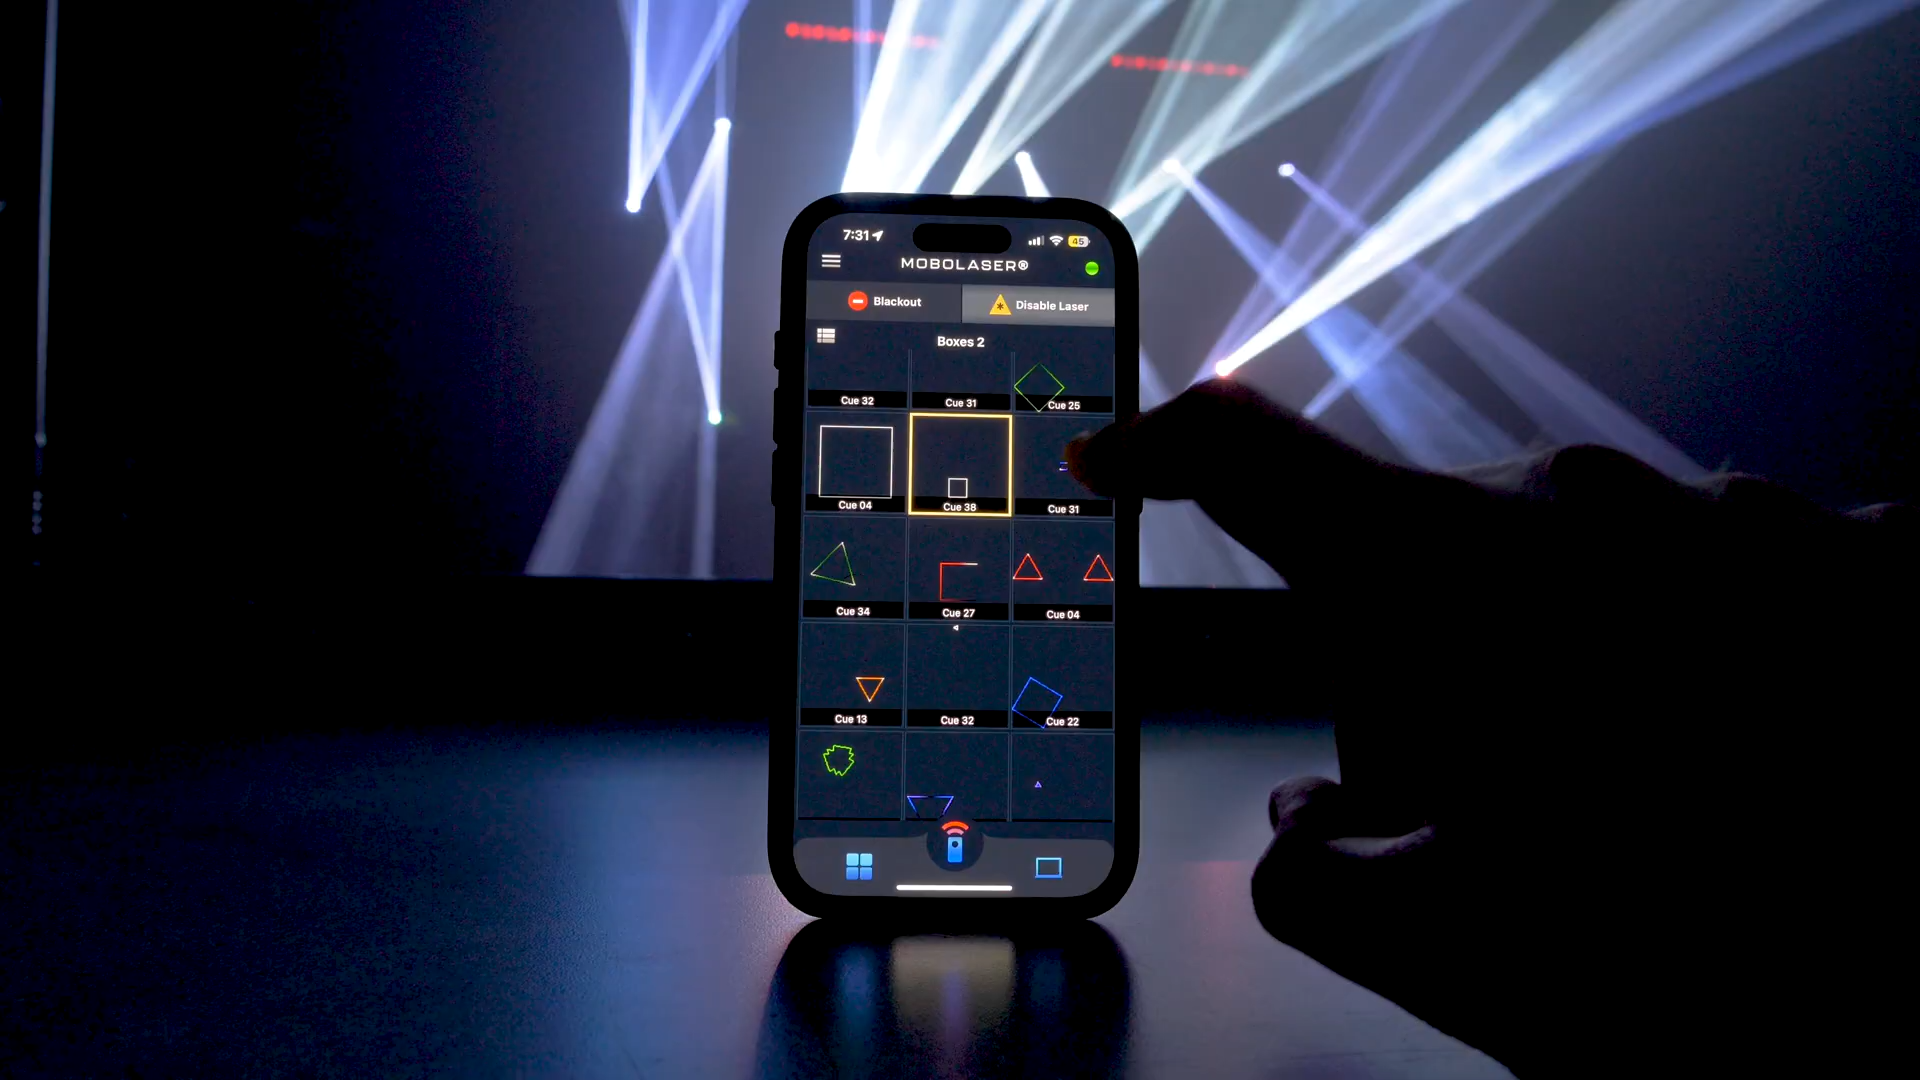 7:31
45
MOBOLASER®
Blackout
Disable Laser
Boxes 2
Cue 32
Cue 31
Cue 25
Cue 04
Cue 38
Cue 31
Cue 34
Cue 27
Cue 04
Cue 13
Cue 32
Cue 22